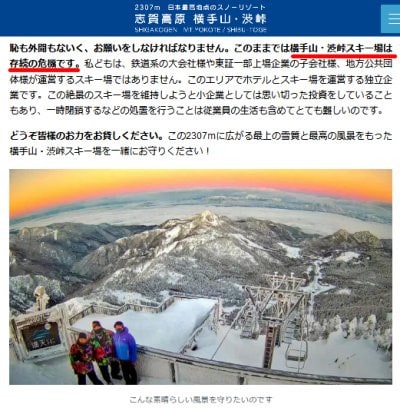 2307m 日本最高地点のスノーリゾート
志賀高原 横手山・渋峠
SHIGAKOGEN MT.YOKOTE / SHIBU-TOGE
恥も外聞もないく、お願いをしなければなりません。このままでは横手山・渋峠スキー場は
存続の危機です。私どもは、鉄道系の大会社様や東証一部上場企業の子会社様、地方公共団
体様が運営するスキー場ではありません。このエリアでホテルとスキー場を運営する独立企
業です。この絶景のスキー場を維持しようと小企業としては思い切った投資をしていること
もあり、一時閉鎖するなどの処置を行うことは従業員の生活も含めてとても難しいのです。
どうぞ皆様のお力をお貸しください。この2307mに広がる最上の雪質と最高の風景をもった
横手山・渋峠スキー場を一緒にお守りください！
こんな素晴らしい風景を守りたいのです